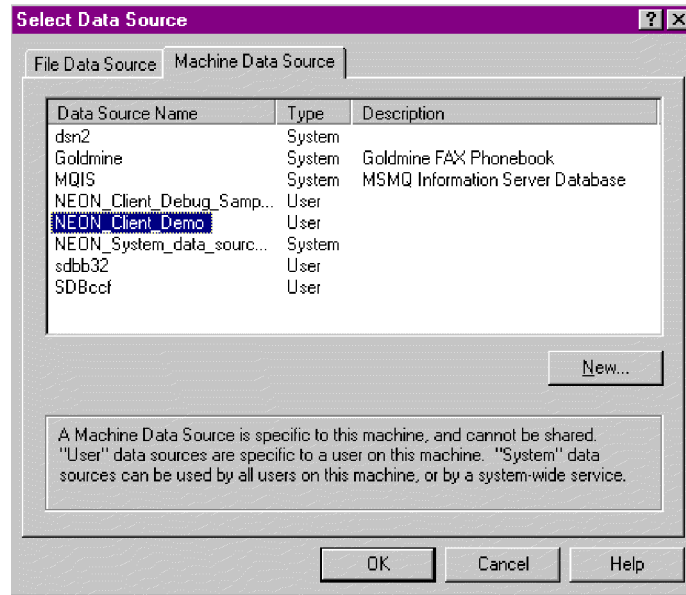 Select Data Source
File Data Source Machine Data Source
Data Source Name Type Description
dsn2 System
Goldmine System Goldmine FAX Phonebook
MQIS System MSMQ Information Server Database
NEON_Client_Debug_Samp... User
NEON_Client_Demo User
NEON_System_data_sourc... System
sdbb32 User
SDBccf User
New...
A Machine Data Source is specific to this machine, and cannot be shared.
"User" data sources are specific to a user on this machine. "System" data
sources can be used by all users on this machine, or by a system-wide service.
OK Cancel Help